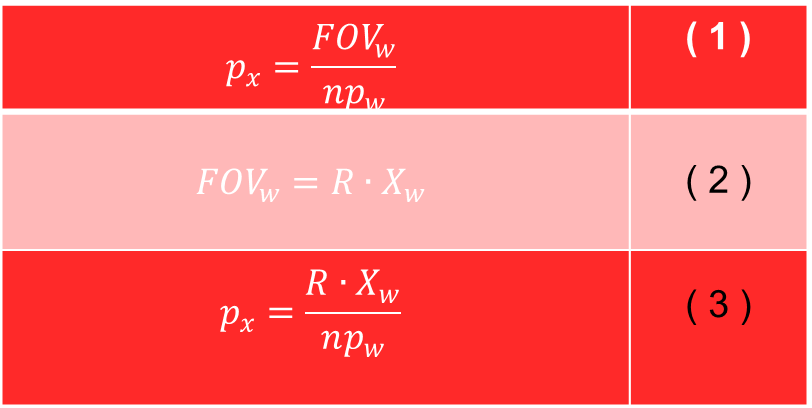 p_x = FOV_w / np_w
( 1 )
FOV_w = R · X_w
( 2 )
p_x = R · X_w / np_w
( 3 )